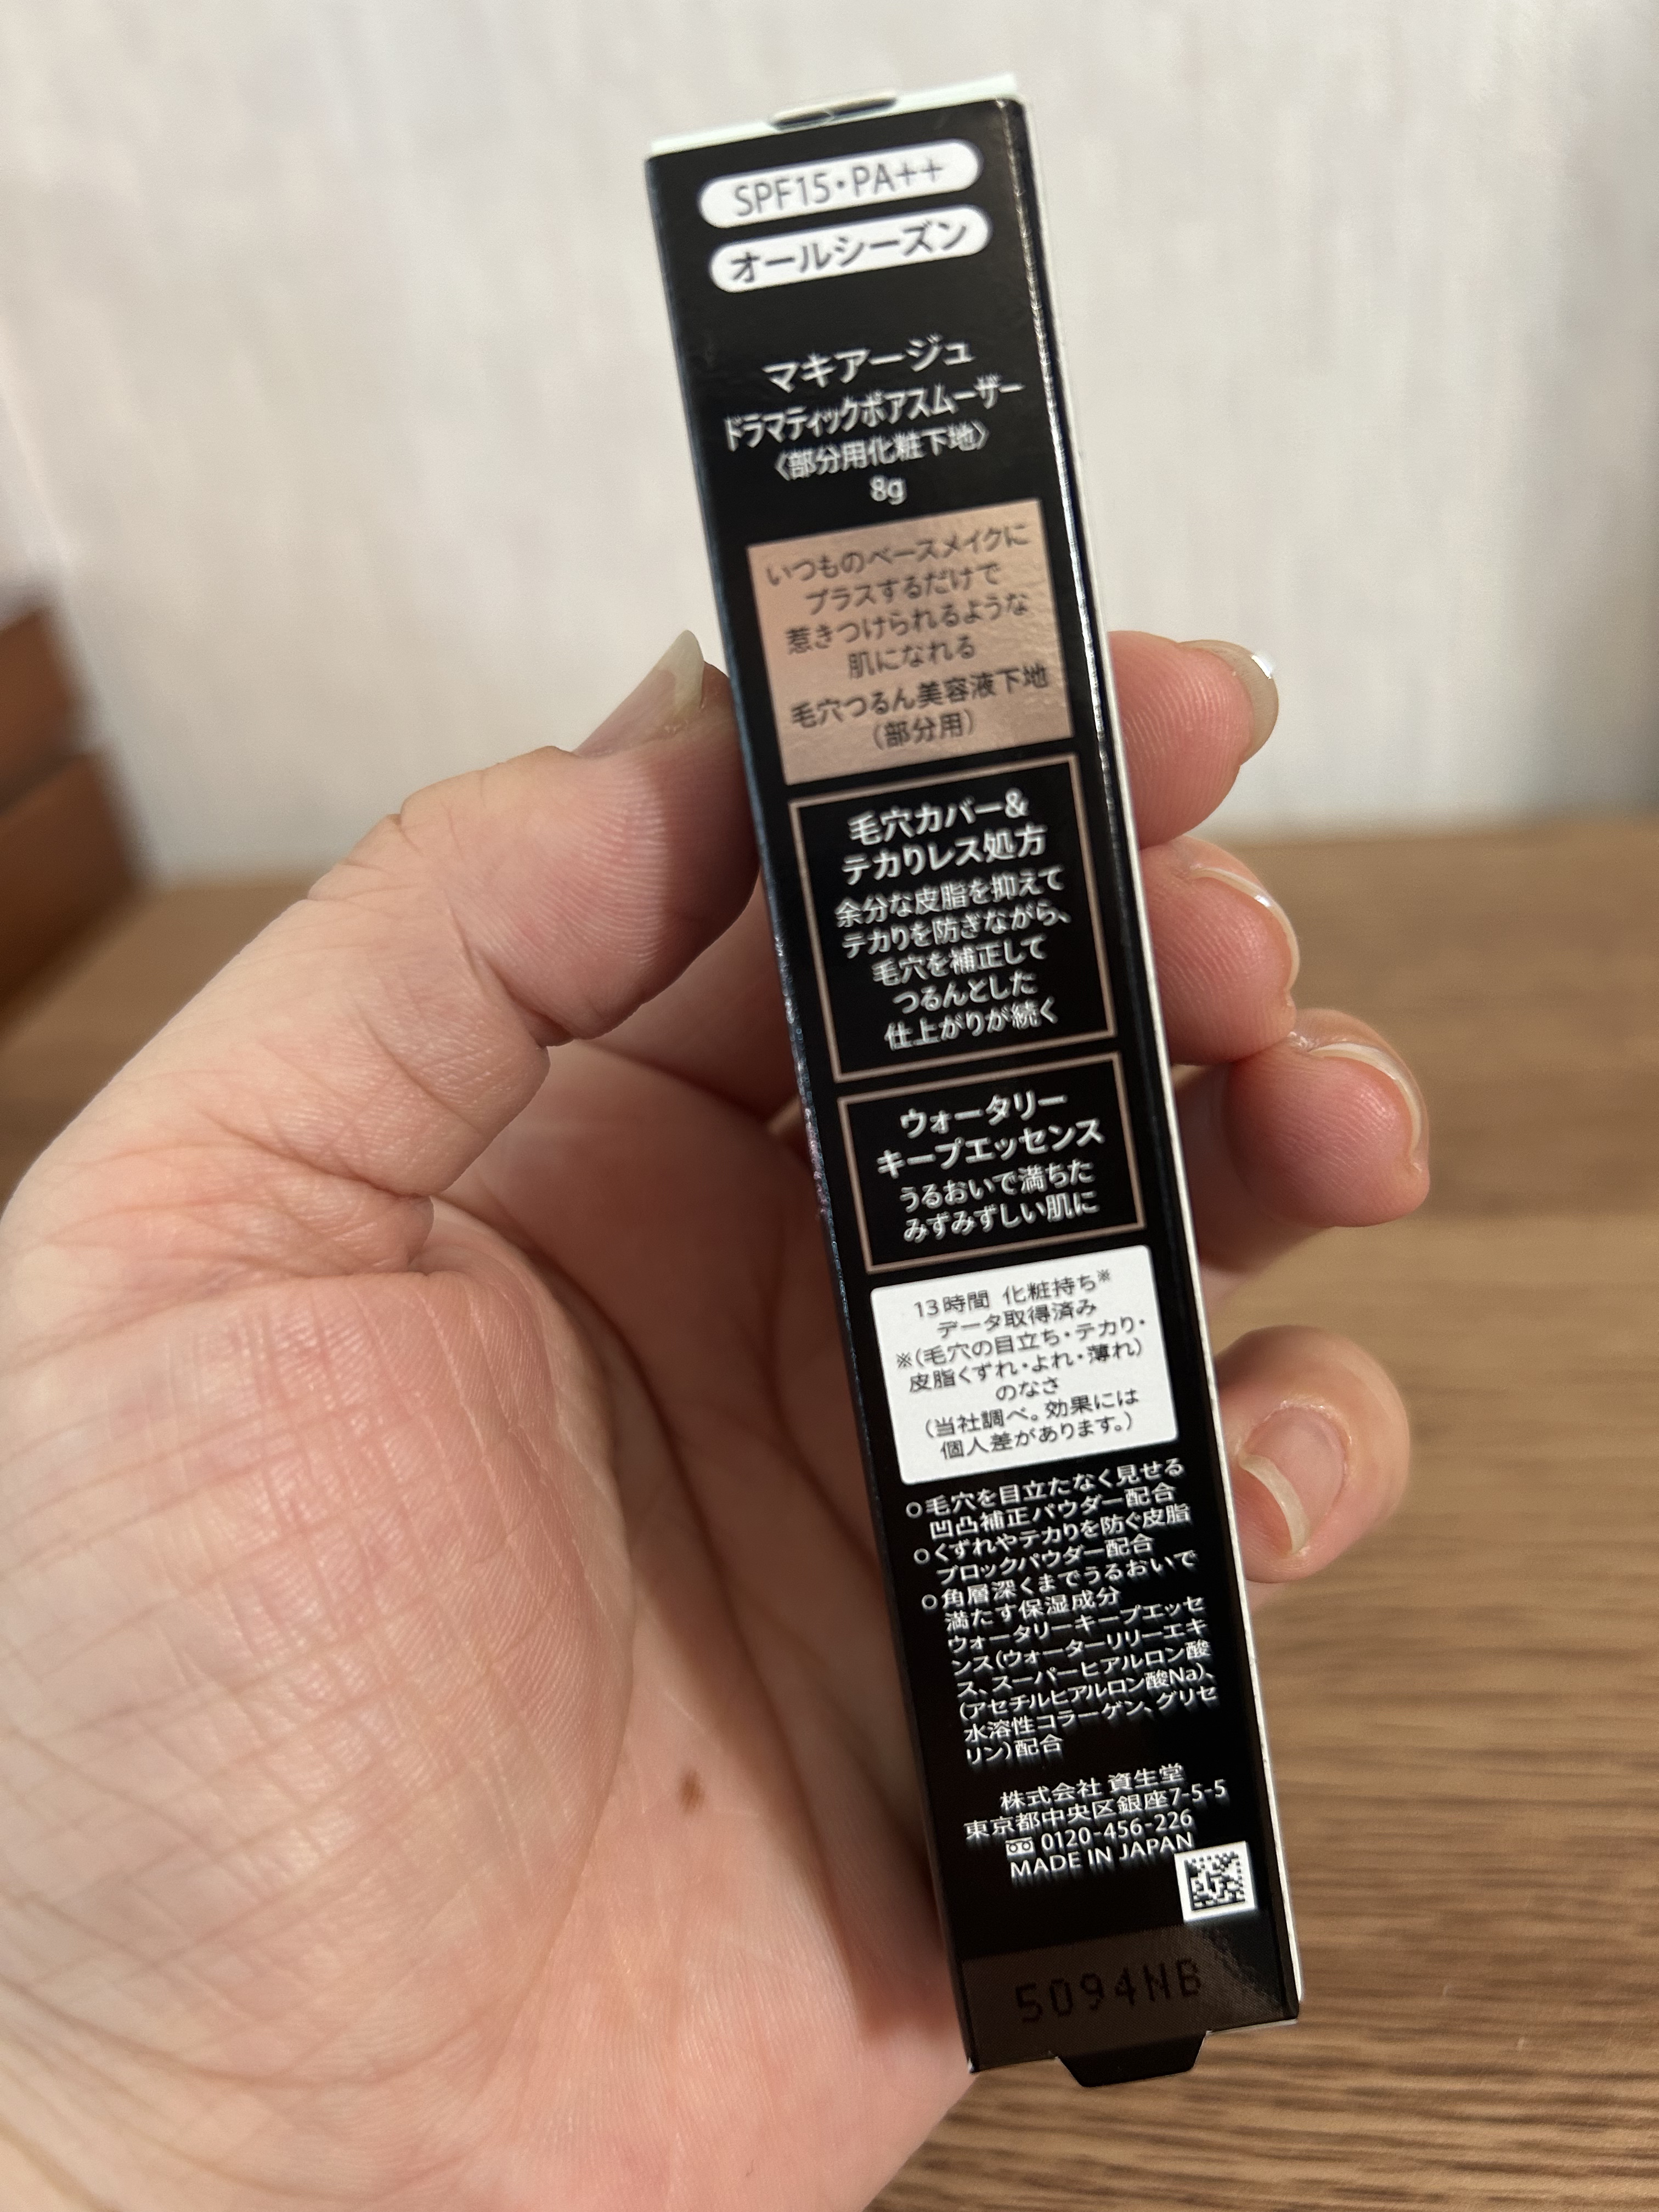 SPF15・PA++
オールシーズン
マキアージュ
ドラマティックポアスムーザー
〈部分用化粧下地〉
8g
いつものベースメイクに
プラスするだけで
惹きつけられるような
肌になれる
毛穴つるん美容液下地
（部分用）
毛穴カバー&
テカりレス処方
余分な皮脂を抑えて
テカりを防ぎながら、
毛穴を補正して
つるんとした
仕上がりが続く
ウォータリー
キープエッセンス
うるおいで満ちた
みずみずしい肌に
13時間 化粧持ち※
データ取得済み
※（毛穴の目立ち・テカり・
皮脂くずれ・よれ・薄れ）
のなさ
（当社調べ。効果には
個人差があります。）
○毛穴を目立たなく見せる
凹凸補正パウダー配合
○くずれやテカりを防ぐ皮脂
ブロックパウダー配合
○角層深くまでうるおいで
満たす保湿成分
ウォータリーキープエッセ
ンス（ウォーターリリーエキ
ス、スーパーヒアルロン酸
（アセチルヒアルロン酸Na）、
水溶性コラーゲン、グリセ
リン）配合
株式会社 資生堂
東京都中央区銀座7-5-5
0120-456-226
MADE IN JAPAN
5094NB